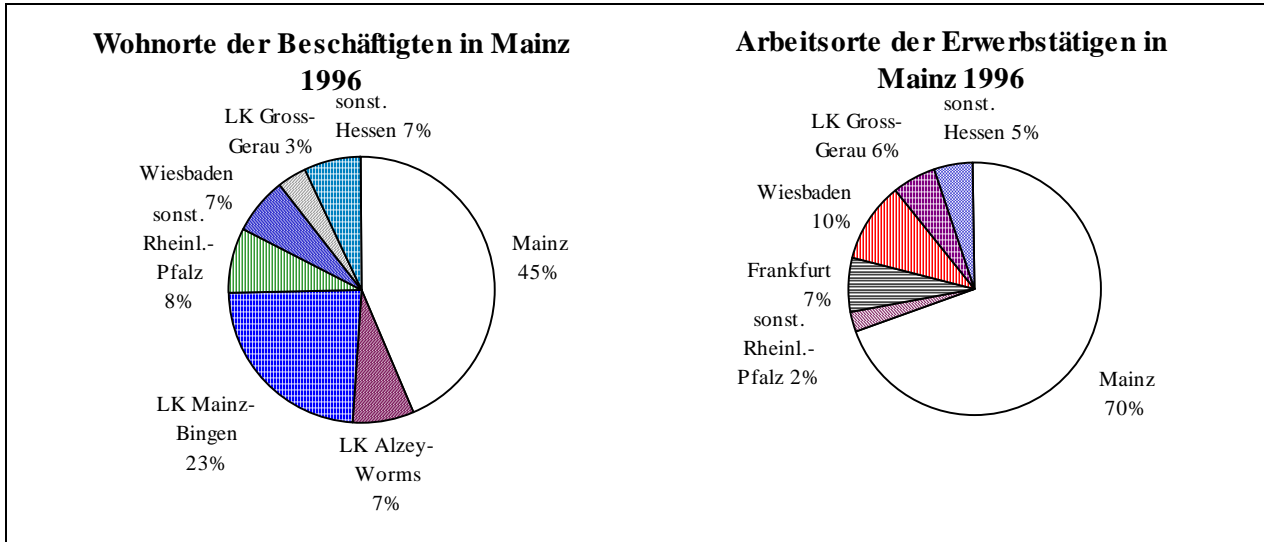 Wohnorte der Beschäftigten in Mainz
1996
sonst.
Hessen 7%
LK Gross-
Gerau 3%
Wiesbaden
7%
sonst.
Rheinl.-
Pfalz
8%
Mainz
45%
LK Mainz-
Bingen
23%
LK Alzey-
Worms
7%
Arbeitsorte der Erwerbstätigen in
Mainz 1996
sonst.
Hessen 5%
LK Gross-
Gerau 6%
Wiesbaden
10%
Frankfurt
7%
sonst.
Rheinl.-
Pfalz 2%
Mainz
70%